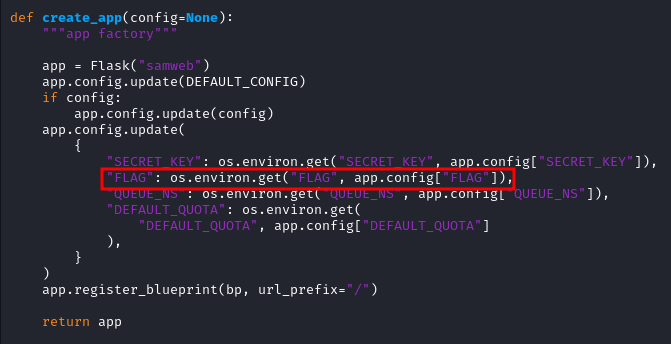 def create_app(config=None):
    """app factory"""

    app = Flask("samweb")
    app.config.update(DEFAULT_CONFIG)
    if config:
        app.config.update(config)
    app.config.update(
        {
            "SECRET_KEY": os.environ.get("SECRET_KEY", app.config["SECRET_KEY"]),
            "FLAG": os.environ.get("FLAG", app.config["FLAG"]),
            "QUEUE_NS": os.environ.get("QUEUE_NS", app.config["QUEUE_NS"]),
            "DEFAULT_QUOTA": os.environ.get(
                "DEFAULT_QUOTA", app.config["DEFAULT_QUOTA"]
            ),
        }
    )
    app.register_blueprint(bp, url_prefix="/")

    return app